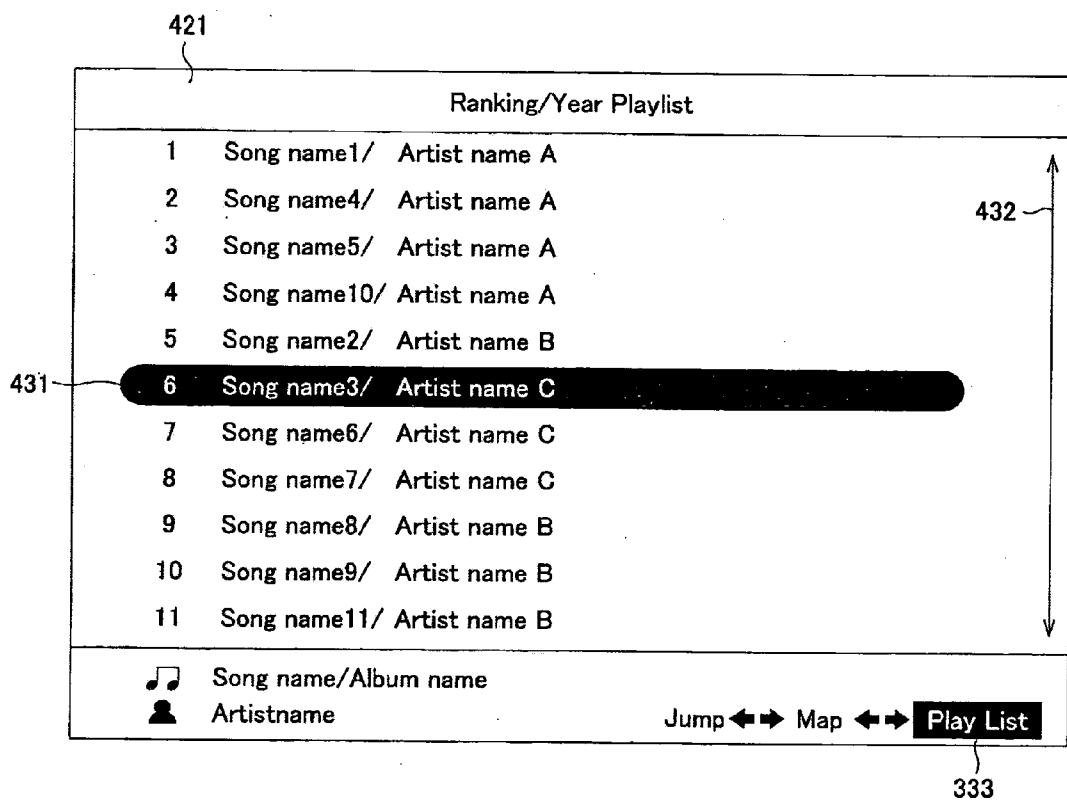 421
Ranking/Year Playlist
1 Song name1/ Artist name A
2 Song name4/ Artist name A
432
3 Song name5/ Artist name A
4 Song name10/ Artist name A
5 Song name2/ Artist name B
431 6 Song name3/ Artist name C
7 Song name6/ Artist name C
8 Song name7/ Artist name C
9 Song name8/ Artist name B
10 Song name9/ Artist name B
11 Song name11/ Artist name B
Song name/Album name
Artistname Jump Map Play List
333